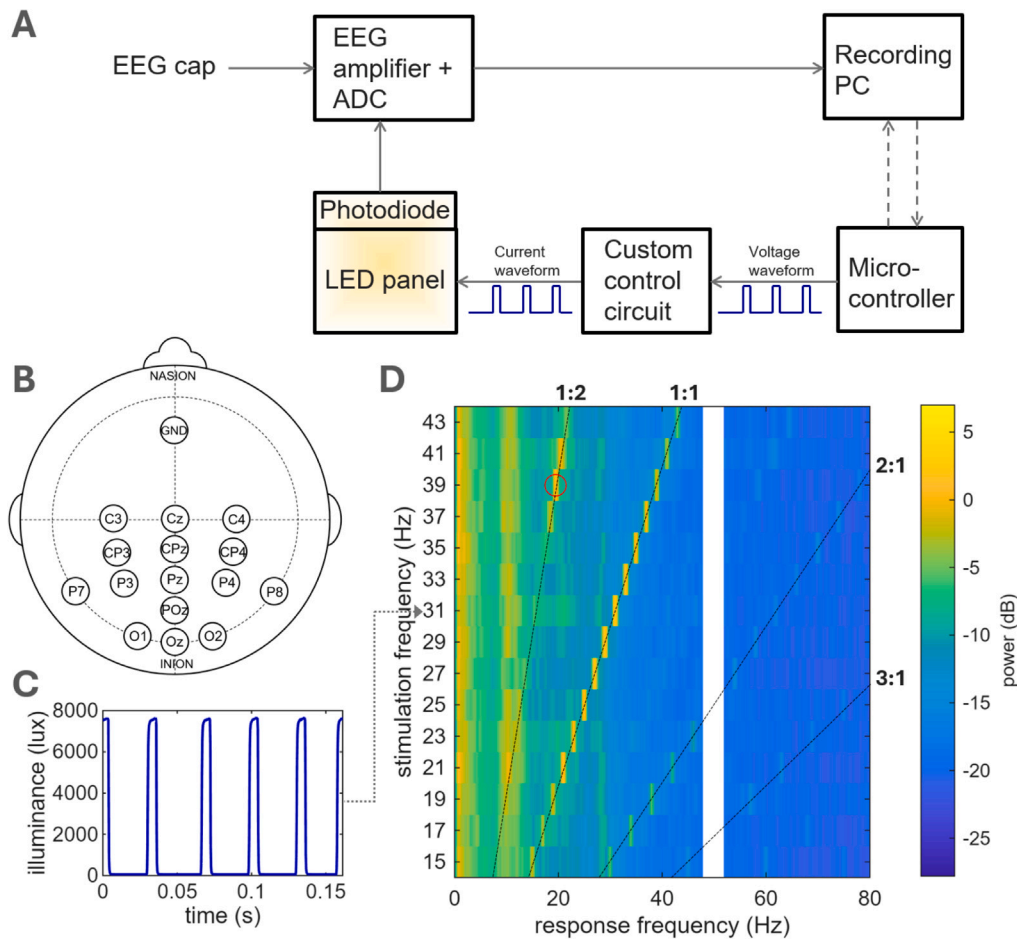 A
EEG cap
EEG
amplifier +
ADC
Recording
PC
Photodiode
LED panel
Current
waveform
Custom
control
circuit
Voltage
waveform
Micro-
controller
B
NASION
GND
C3
Cz
C4
CP3
CPz
CP4
P7
P3
Pz
P4
P8
POz
O1
Oz
O2
INION
C
8000
6000
4000
2000
0
illuminance (lux)
0
0.05
0.1
0.15
time (s)
D
1:2
1:1
2:1
3:1
43
41
39
37
35
33
31
29
27
25
23
21
19
17
15
stimulation frequency (Hz)
0
20
40
60
80
response frequency (Hz)
5
0
-5
-10
-15
-20
-25
power (dB)